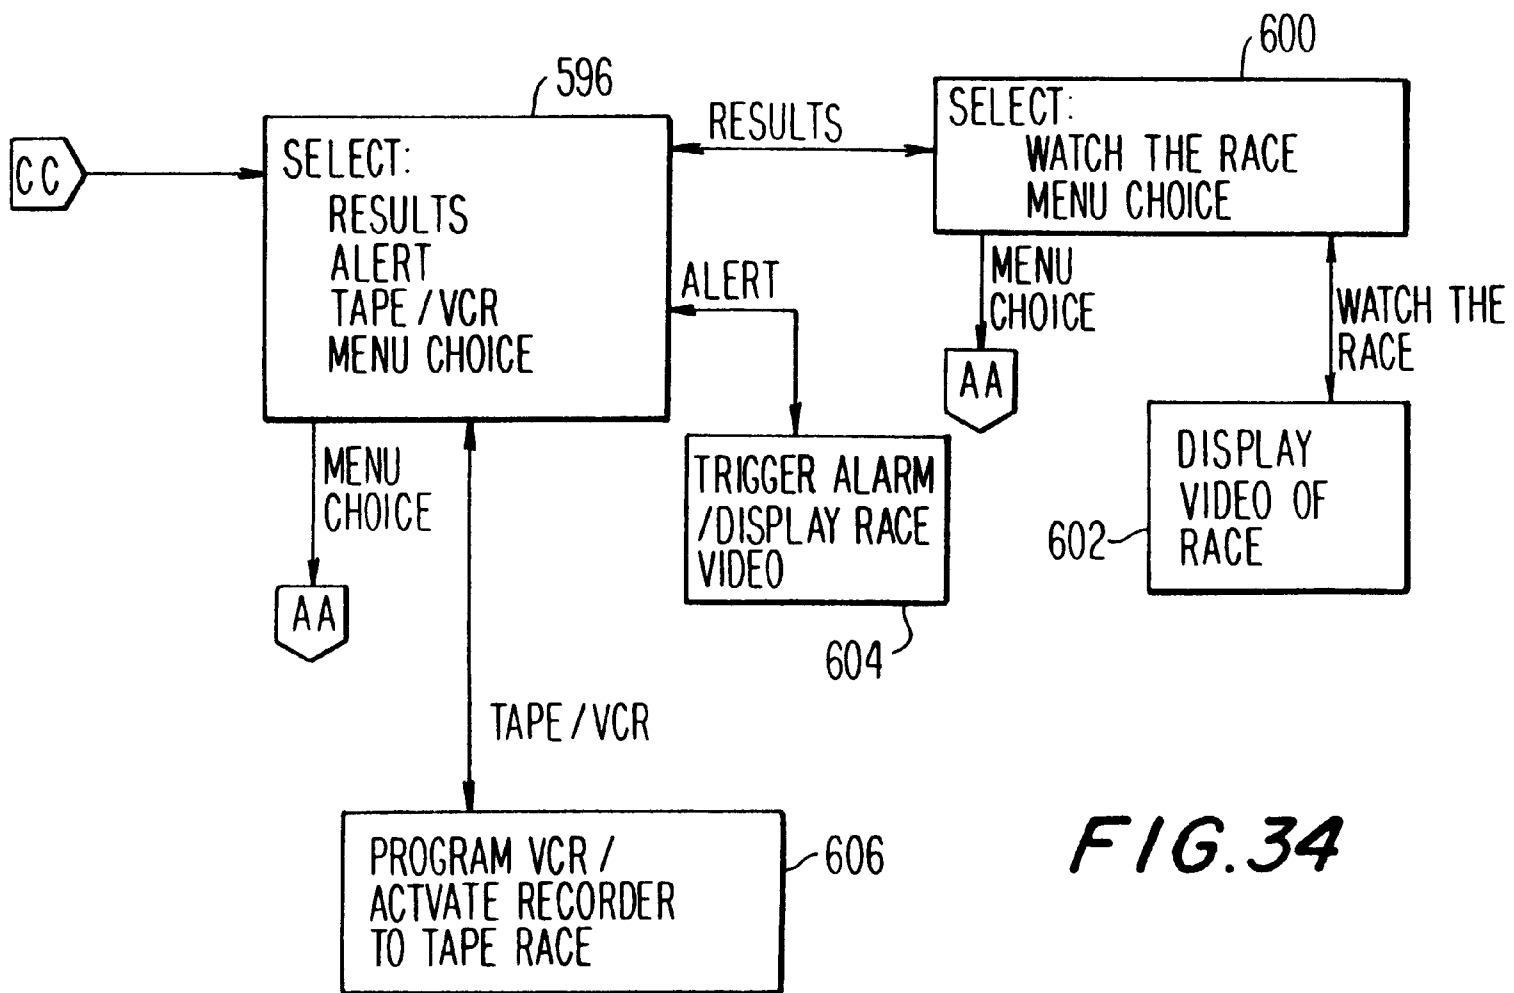 600
596
SELECT:
WATCH THE RACE
MENU CHOICE
RESULTS
CC
SELECT:
RESULTS
ALERT
TAPE/VCR
MENU CHOICE
ALERT
MENU
CHOICE
WATCH THE
RACE
AA
MENU
CHOICE
TRIGGER ALARM
/DISPLAY RACE
VIDEO
DISPLAY
VIDEO OF
RACE
602
AA
604
TAPE/VCR
PROGRAM VCR/
ACTVATE RECORDER
TO TAPE RACE
606
FIG.34